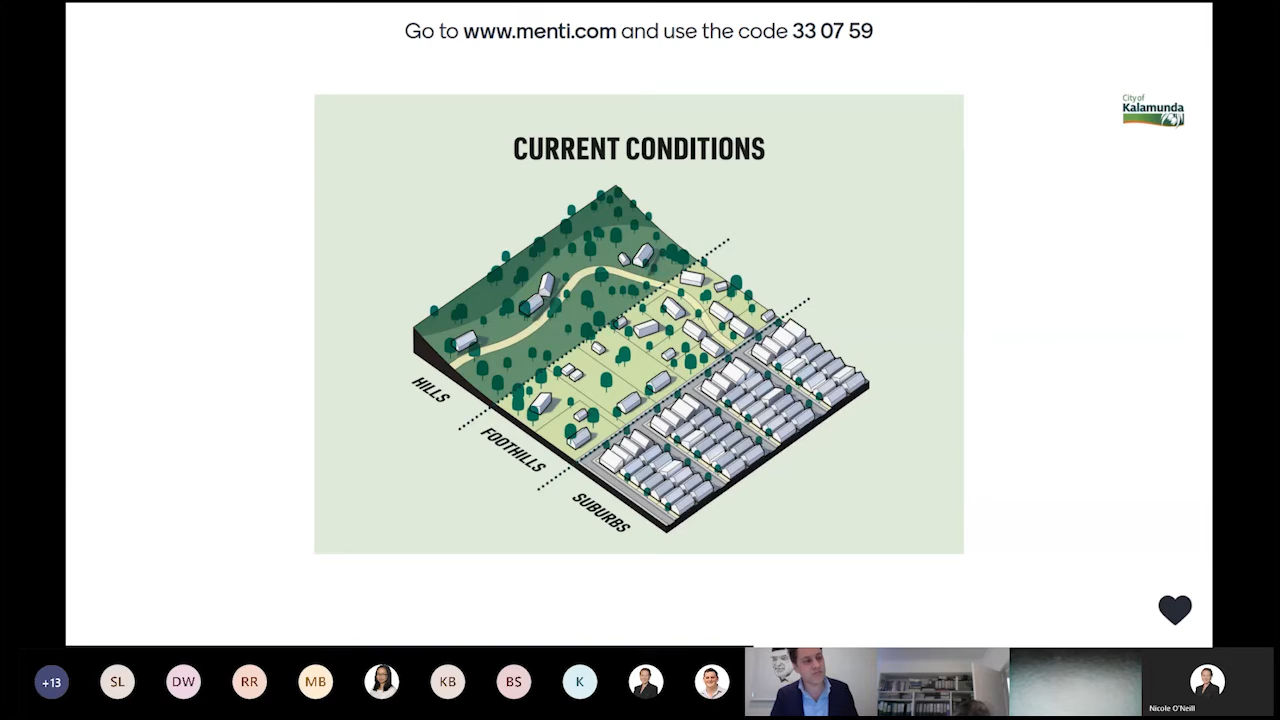 Go to www.menti.com and use the code 33 07 59
City of
Kalamunda
CURRENT CONDITIONS
HILLS
FOOTHILLS
SUBURBS
+13
SL
DW
RR
MB
KB
BS
K
Nicole O'Neill